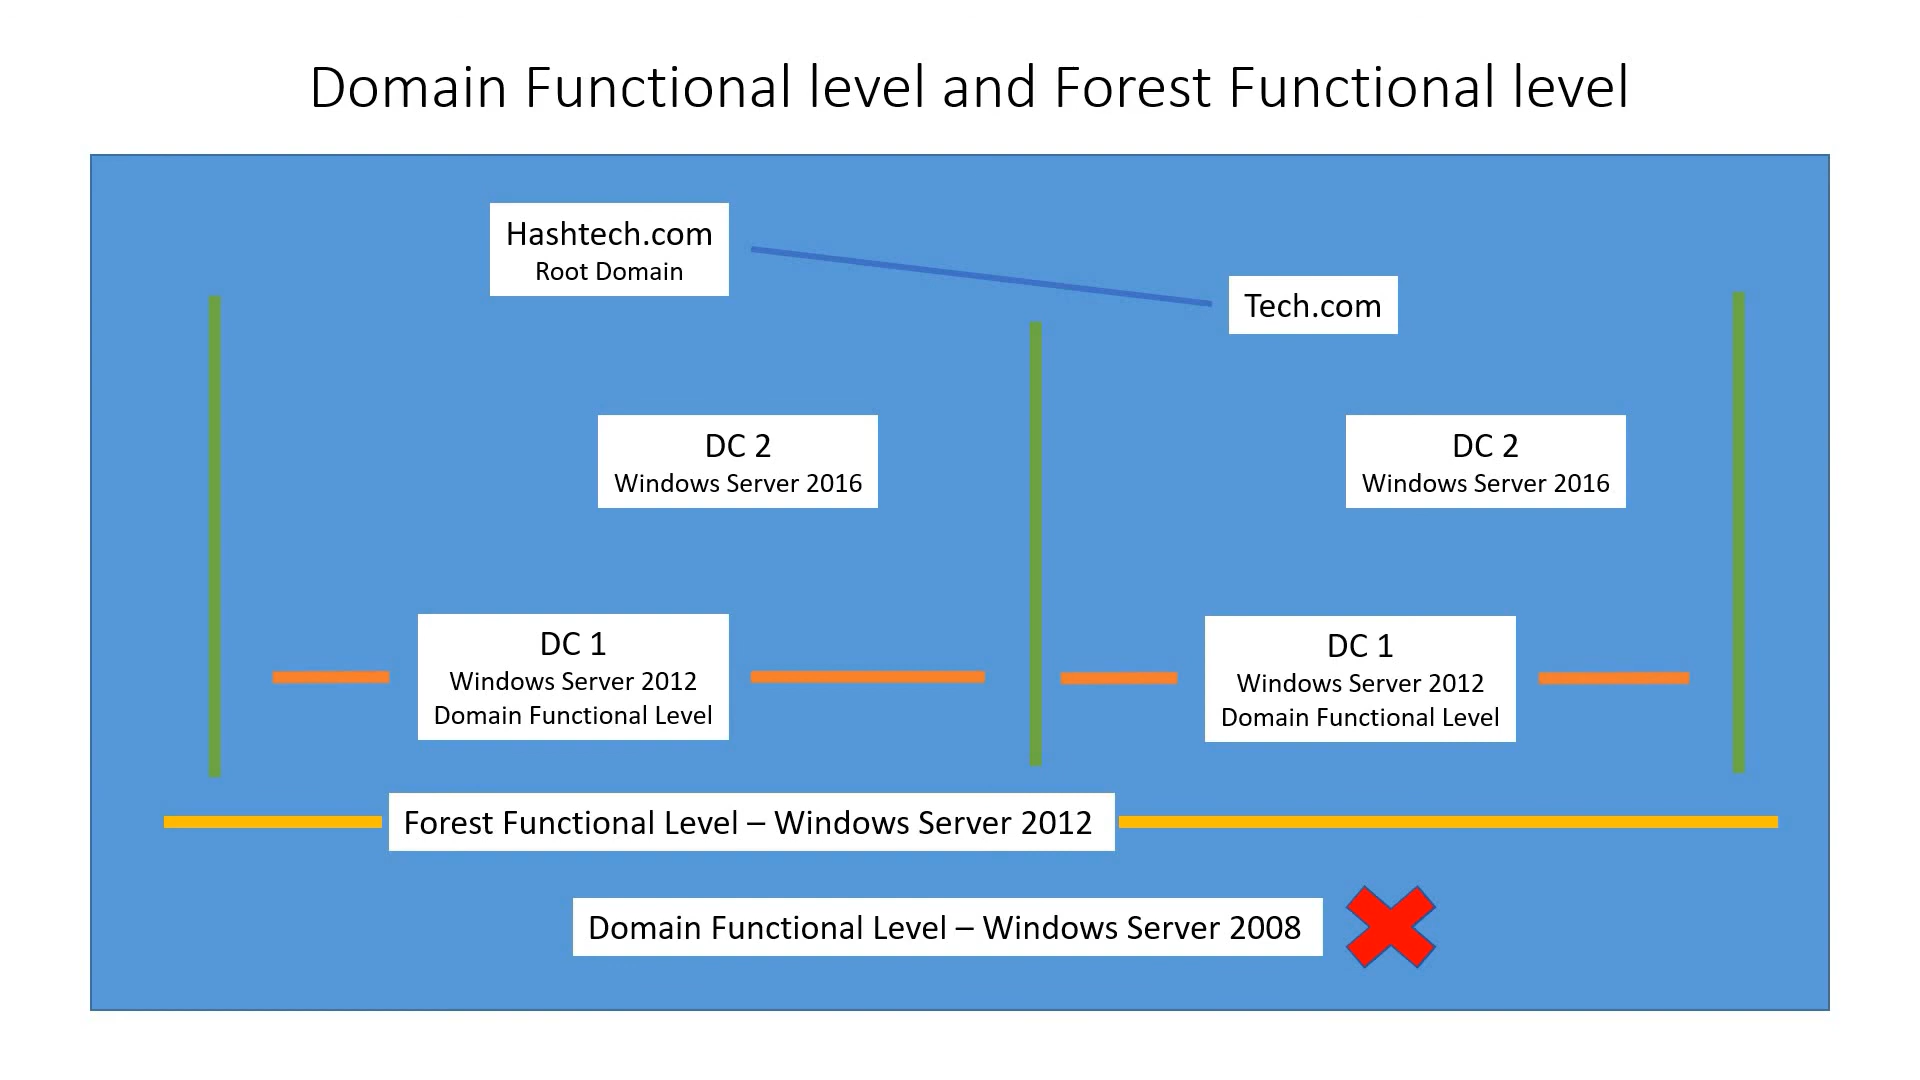 Domain Functional level and Forest Functional level
Hashtech.com
Root Domain
Tech.com
DC 2
Windows Server 2016
DC 2
Windows Server 2016
DC 1
Windows Server 2012
Domain Functional Level
DC 1
Windows Server 2012
Domain Functional Level
Forest Functional Level – Windows Server 2012
Domain Functional Level – Windows Server 2008